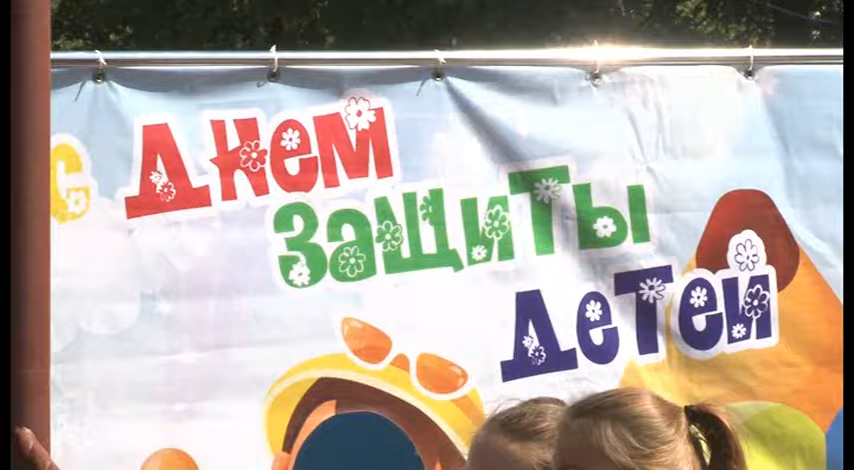 с Днем
защиты
детей